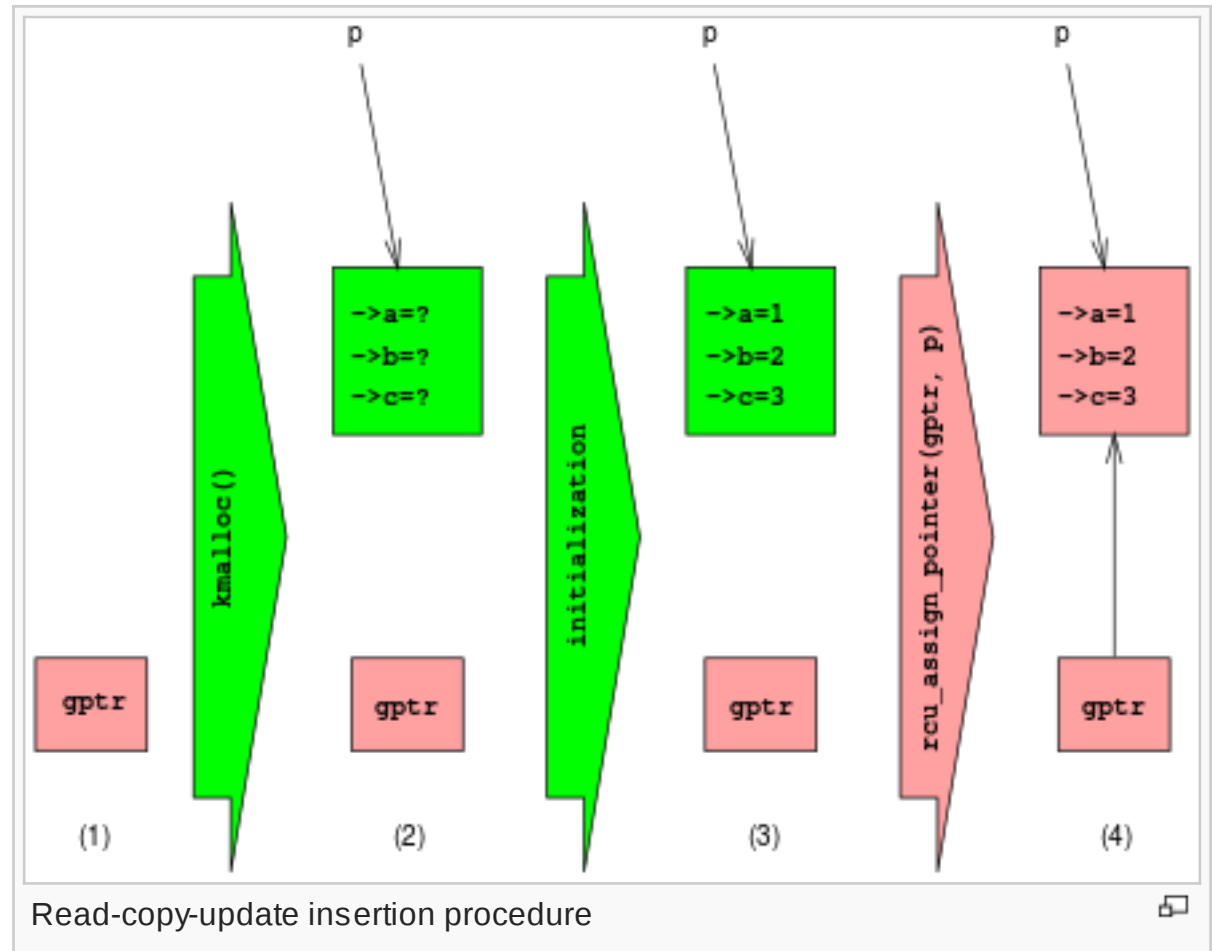 p
p
p
->a=?
->b=?
->c=?
->a=1
->b=2
->c=3
->a=1
->b=2
->c=3
kmalloc()
initialization
rcu_assign_pointer(gptr, p)
gptr
gptr
gptr
gptr
(1)
(2)
(3)
(4)
Read-copy-update insertion procedure